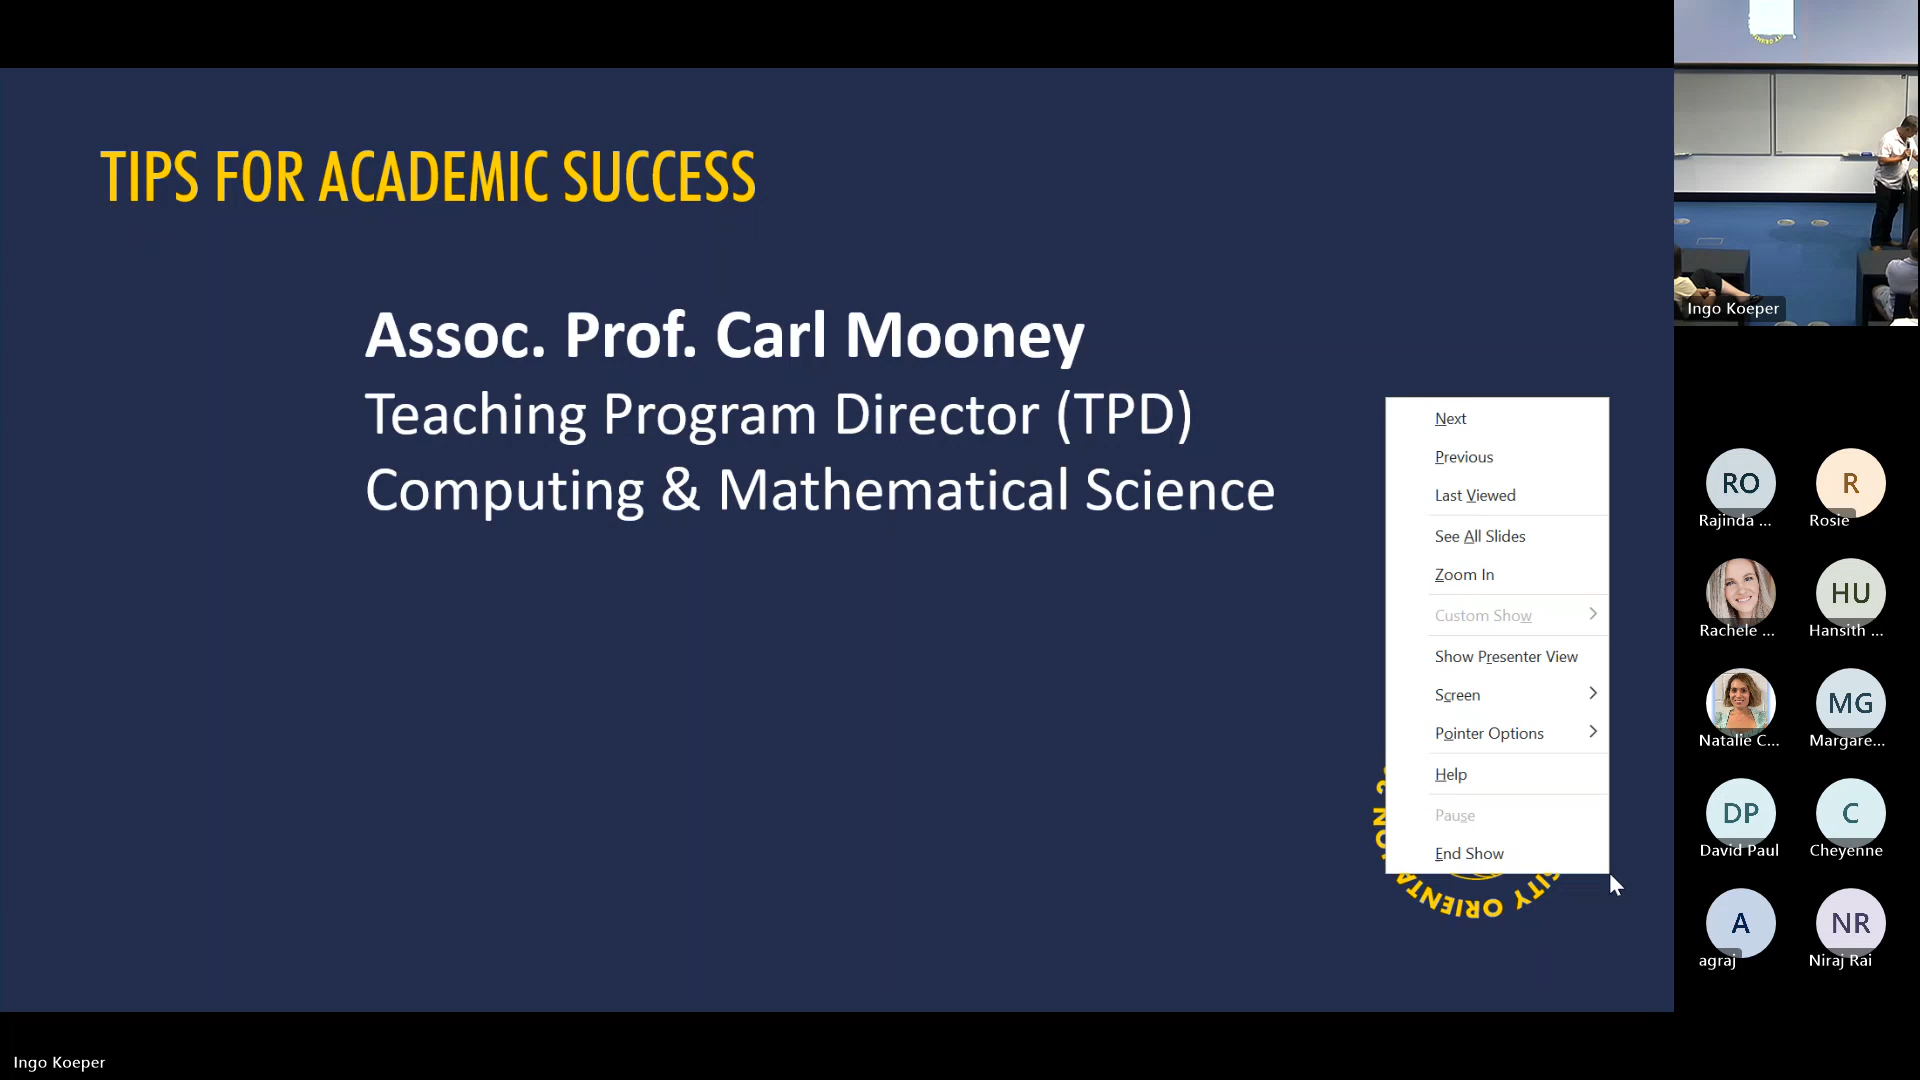 TIPS FOR ACADEMIC SUCCESS
Assoc. Prof. Carl Mooney
Teaching Program Director (TPD)
Computing & Mathematical Science
Next
Previous
Last Viewed
See All Slides
Zoom In
Custom Show
Show Presenter View
Screen
Pointer Options
Help
Pause
End Show
Ingo Koeper
RO
Rajinda ...
R
Rosie
Rachele ...
HU
Hansith ...
Natalie C...
MG
Margare...
DP
David Paul
C
Cheyenne
A
agraj
NR
Niraj Rai
Ingo Koeper